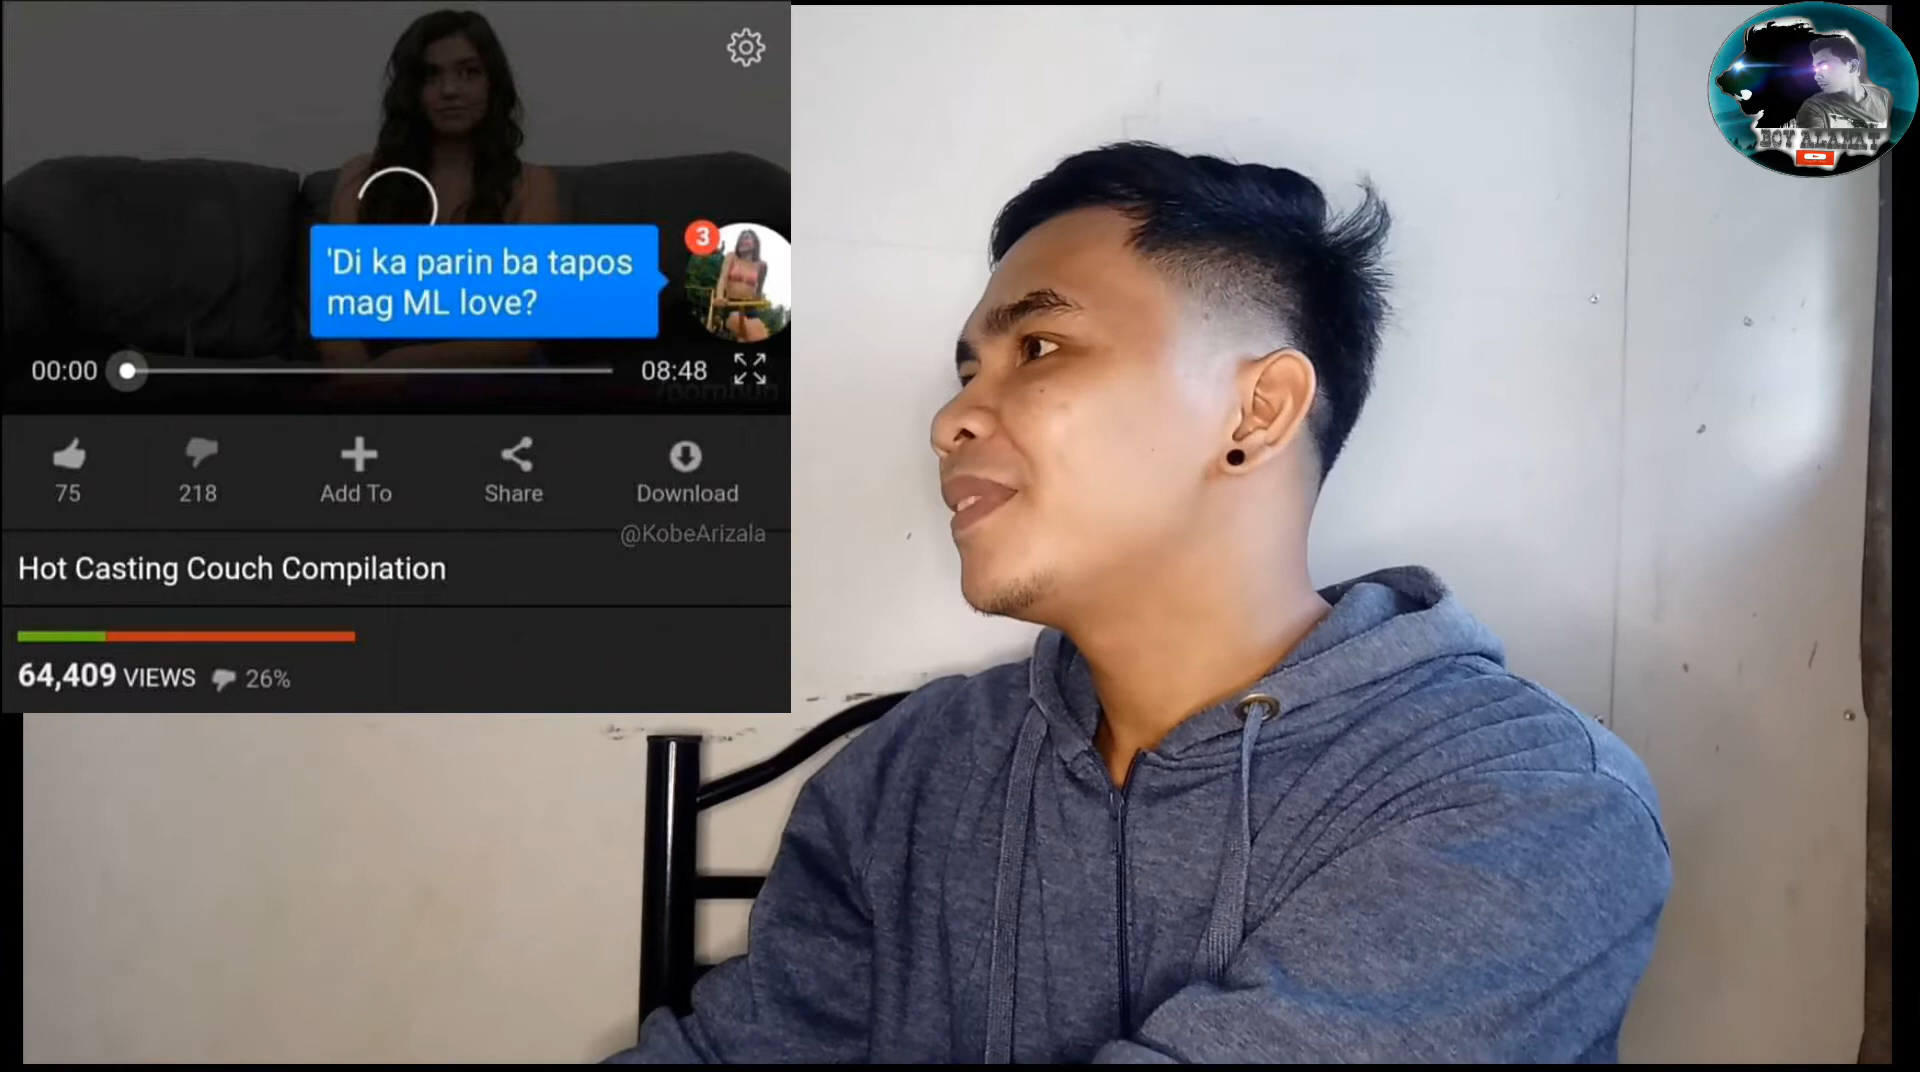 'Di ka parin ba tapos
mag ML love?
3
00:00
08:48
pornhub
75
218
Add To
Share
Download
@KobeArizala
Hot Casting Couch Compilation
64,409 VIEWS
26%
BOY ALAMAT